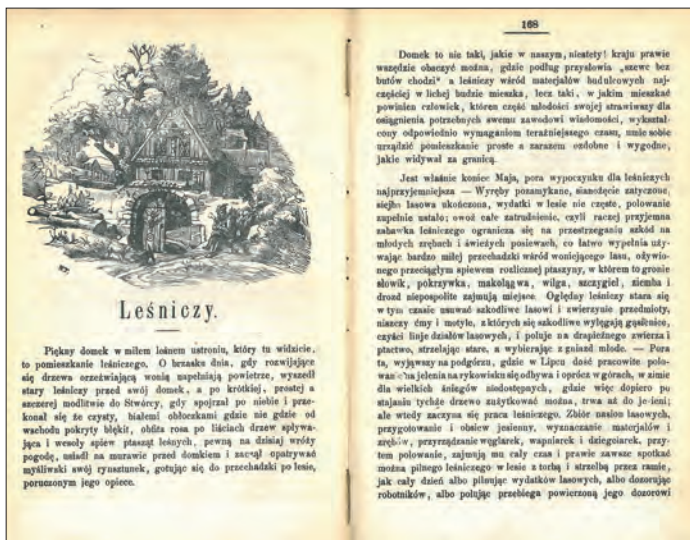 Leśniczy.
Piękny domek w miłem leśnem ustroniu, który tu widzicie,
to pomieszkanie leśniczego. O brzasku dnia, gdy rozwijające
się drzewa orzeźwiającą wonią napełniają powietrze, wyszedł
stary leśniczy przed swój domek, a po krótkiej, prostej a
szczerej modlitwie do Stwórcy, gdy spojrzał po niebie i prze-
konał się że czysty, białemi obłoczkami gdzie nie gdzie od
wschodu pokryty błękit, obfita rosa po liściach drzew spływa-
jąca i wesoły spiew ptasząt leśnych, pewną na dzisiaj wróży
pogodę, usiadł na murawie przed domkiem i zaczął opatrywać
myśliwski swój rynsztunek, gotując się do przechadzki po lesie,
poruczonym jego opiece.
168
Domek to nie taki, jakie w naszym, niestety! kraju prawie
wszędzie obaczyć można, gdzie podług przysłowia „szewc bez
butów chodzi" a leśniczy wśród materjałów budulcowych naj-
częściej w lichej budzie mieszka, lecz taki, w jakim mieszkać
powinien człowiek, któren część młodości swojej strawiwszy dla
osiągnienia potrzebnych swemu zawodowi wiadomości, wykształ-
cony odpowiednio wymaganiom teraźniejszego czasu, umie sobie
urządzić pomieszkanie proste a zarazem ozdobne i wygodne,
jakie widywał za granicą.
Jest właśnie koniec Maja, pora wypoczynku dla leśniczych
najprzyjemniejsza — Wyręby pozamykane, sianożęcie zatyczone,
siejba lasowa ukończona, wydatki w lesie nie częste, polowanie
zupełnie ustało; owoż całe zatrudnienie, czyli raczej przyjemna
zabawka leśniczego ogranicza się na przestrzeganiu szkód na
młodych zrębach i świeżych posiewach, co łatwo wypełnia uży-
wając bardzo miłej przechadzki wśród woniejącego lasu, ożywio-
nego przeciągłym spiewem rozlicznej ptaszyny, w którem to gronie
słowik, pokrzywka, makolągwa, wilga, szczygieł, ziemba i
drozd niepospolite zajmują miejsce. Oględny leśniczy stara się
w tym czasie usuwać szkodliwe lasowi i zwierzynie przedmioty,
niszczy ćmy i motyle, z których się szkodliwe wylęgają gąsienice,
czyści linje działów lasowych, i poluje na drapieżnego zwierza i
ptactwo, strzelając stare, a wybierając z gniazd młode. — Pora
ta, wyjąwszy na podgórzu, gdzie w Lipcu dość pracowite polo-
wanie na jelenia na rykowisku się odbywa i oprócz w górach, w zimie
dla wielkich śniegów niedostępnych, gdzie więc dopiero po
stajaniu tychże drzewo zużytkować można, trwa aż do jesieni;
ale wtedy zaczyna się praca leśniczego. Zbiór nasion lasowych,
przygotowanie i obsiew jesienny, wyznaczanie materjałów i
zrębów, przyrządzanie węglarek, wapniarek i dziegciarek, przy-
tem polowanie, zajmują mu cały czas i prawie zawsze spotkać
można pilnego leśniczego w lesie z torbą i strzelbą przez ramie,
jak cały dzień albo pilnując wydatków lasowych, albo dozorując
robotników, albo polując przebiega powierzoną jego dozorowi